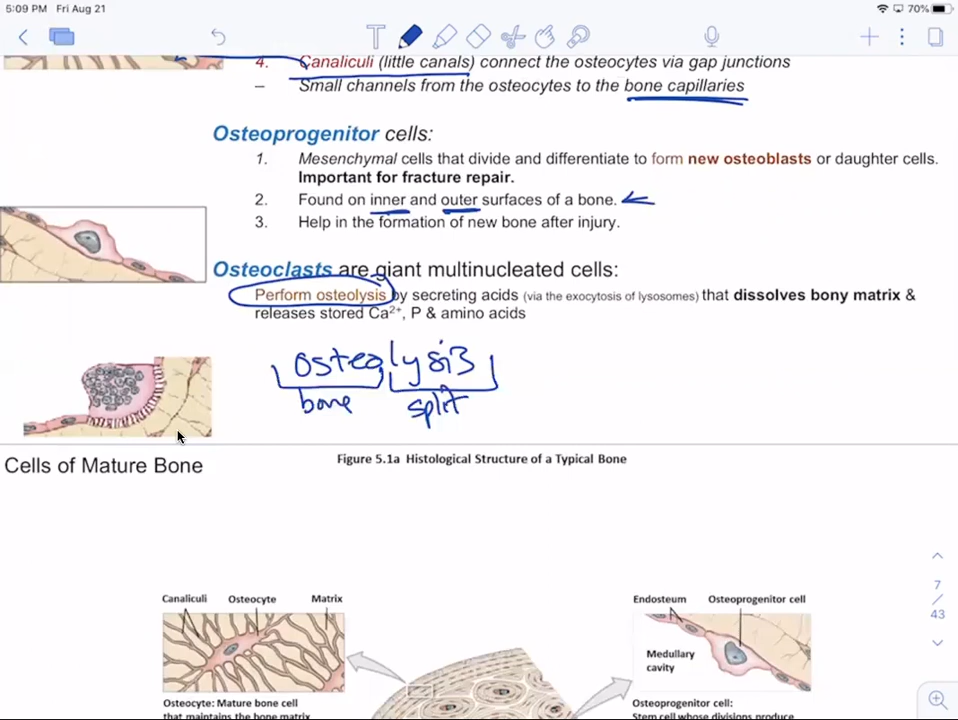 5:09 PM Fri Aug 21
70%
4. Canaliculi (little canals) connect the osteocytes via gap junctions
– Small channels from the osteocytes to the bone capillaries
Osteoprogenitor cells:
1. Mesenchymal cells that divide and differentiate to form new osteoblasts or daughter cells.
Important for fracture repair.
2. Found on inner and outer surfaces of a bone.
3. Help in the formation of new bone after injury.
Osteoclasts are giant multinucleated cells:
Perform osteolysis by secreting acids (via the exocytosis of lysosomes) that dissolves bony matrix &
releases stored Ca²⁺, P & amino acids
osteolysis
bone split
Cells of Mature Bone
Figure 5.1a Histological Structure of a Typical Bone
7
/
43
Canaliculi Osteocyte Matrix
Endosteum Osteoprogenitor cell
Medullary
cavity
Osteocyte: Mature bone cell
that maintains the bone matrix
Osteoprogenitor cell:
Stem cell whose divisions produce